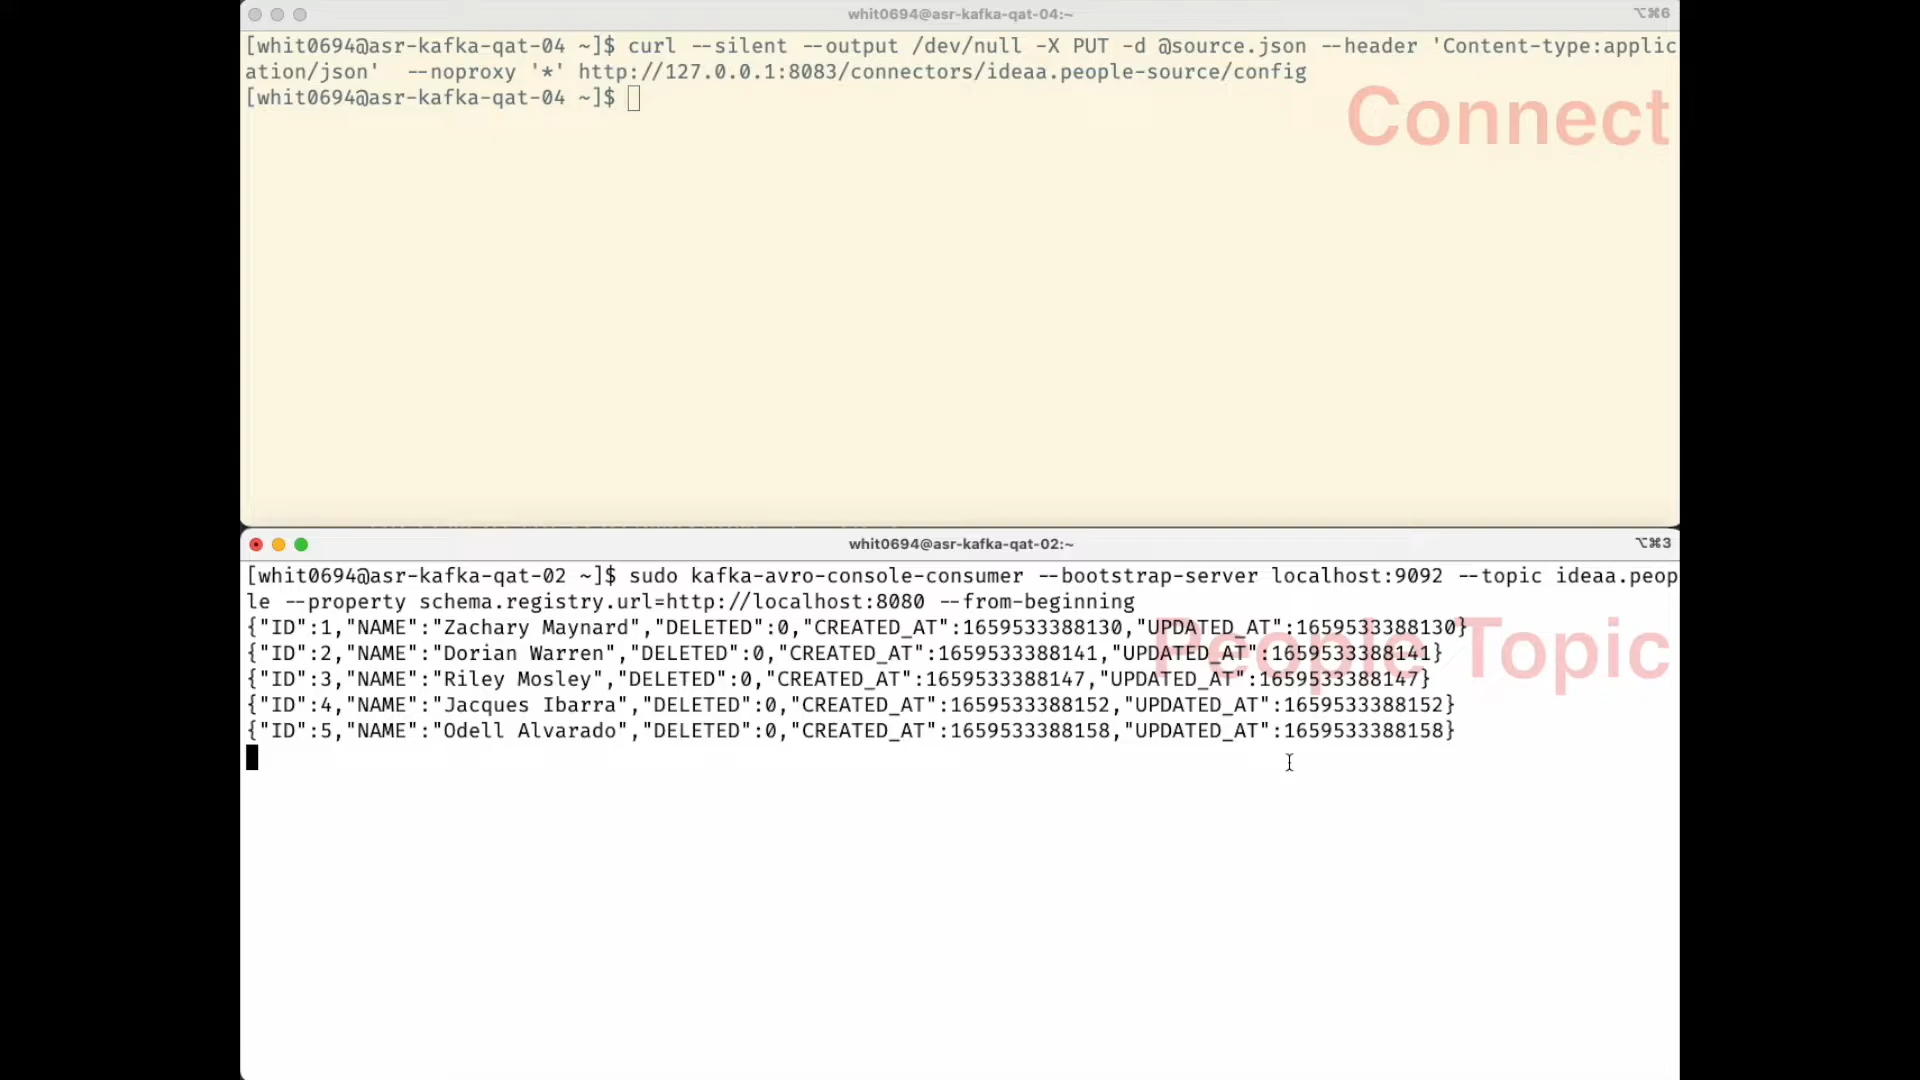 whit0694@asr-kafka-qat-04:~
⌥⌘6
[whit0694@asr-kafka-qat-04 ~]$ curl --silent --output /dev/null -X PUT -d @source.json --header 'Content-type:applic
ation/json'  --noproxy '*' http://127.0.0.1:8083/connectors/ideaa.people-source/config
[whit0694@asr-kafka-qat-04 ~]$
Connect
whit0694@asr-kafka-qat-02:~
⌥⌘3
[whit0694@asr-kafka-qat-02 ~]$ sudo kafka-avro-console-consumer --bootstrap-server localhost:9092 --topic ideaa.peop
le --property schema.registry.url=http://localhost:8080 --from-beginning
{"ID":1,"NAME":"Zachary Maynard","DELETED":0,"CREATED_AT":1659533388130,"UPDATED_AT":1659533388130}
{"ID":2,"NAME":"Dorian Warren","DELETED":0,"CREATED_AT":1659533388141,"UPDATED_AT":1659533388141}
{"ID":3,"NAME":"Riley Mosley","DELETED":0,"CREATED_AT":1659533388147,"UPDATED_AT":1659533388147}
{"ID":4,"NAME":"Jacques Ibarra","DELETED":0,"CREATED_AT":1659533388152,"UPDATED_AT":1659533388152}
{"ID":5,"NAME":"Odell Alvarado","DELETED":0,"CREATED_AT":1659533388158,"UPDATED_AT":1659533388158}
People Topic